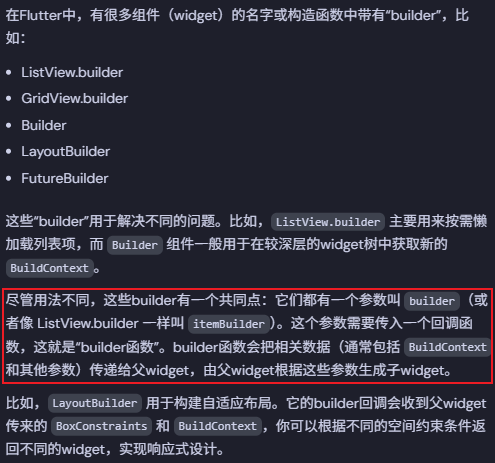 在Flutter中，有很多组件（widget）的名字或构造函数中带有“builder”，比
如：
• ListView.builder
• GridView.builder
• Builder
• LayoutBuilder
• FutureBuilder
这些“builder”用于解决不同的问题。比如，ListView.builder 主要用来按需懒
加载列表项，而 Builder 组件一般用于在较深层的widget树中获取新的
BuildContext。
尽管用法不同，这些builder有一个共同点：它们都有一个参数叫 builder（或
者像 ListView.builder 一样叫 itemBuilder）。这个参数需要传入一个回调函
数，这就是“builder函数”。builder函数会把相关数据（通常包括 BuildContext
和其他参数）传递给父widget，由父widget根据这些参数生成子widget。
比如，LayoutBuilder 用于构建自适应布局。它的builder回调会收到父widget
传来的 BoxConstraints 和 BuildContext，你可以根据不同的空间约束条件返
回不同的widget，实现响应式设计。